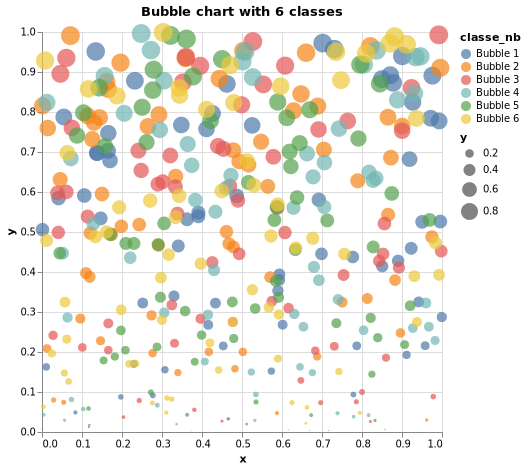 Bubble chart with 6 classes
classe_nb
Bubble 1
Bubble 2
Bubble 3
Bubble 4
Bubble 5
Bubble 6
y
0.2
0.4
0.6
0.8
y
1.0
0.9
0.8
0.7
0.6
0.5
0.4
0.3
0.2
0.1
0.0
0.0 0.1 0.2 0.3 0.4 0.5 0.6 0.7 0.8 0.9 1.0
x